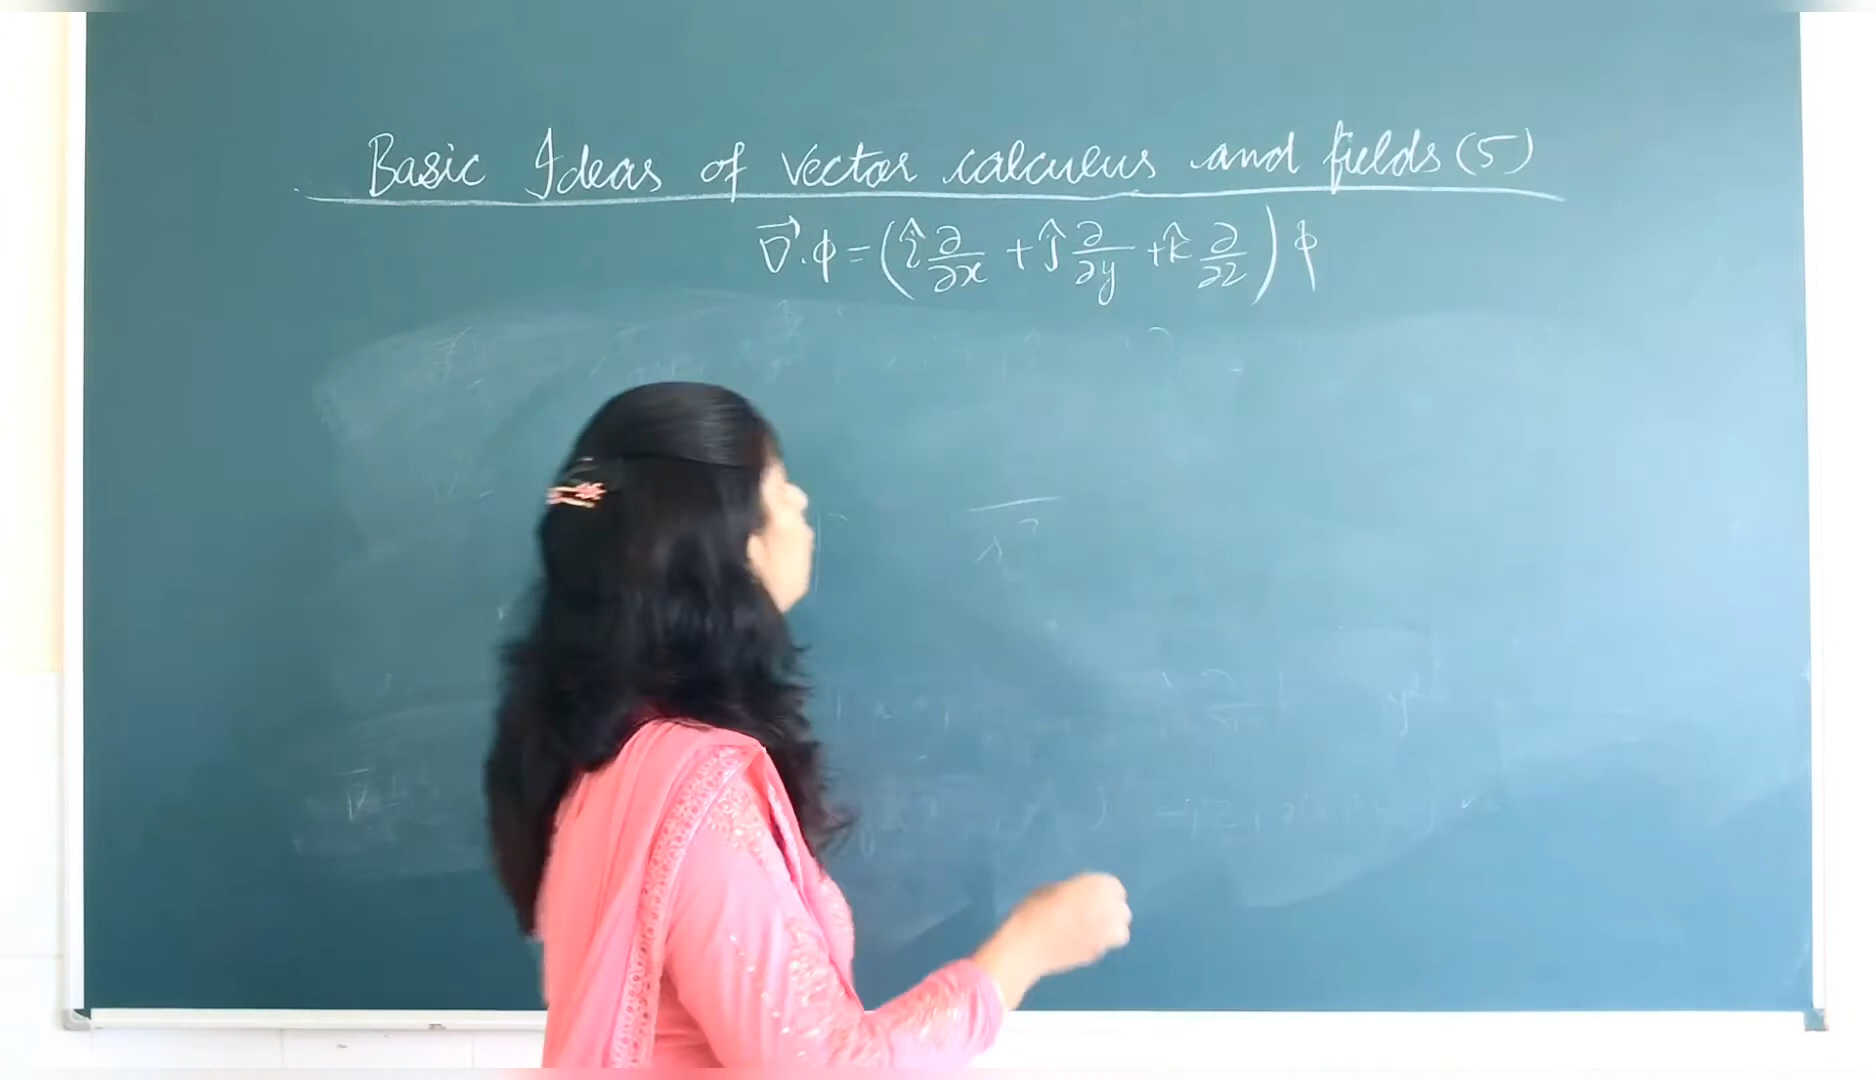 Basic Ideas of vector calculus and fields (5)
∇⃗.ϕ = (î ∂/∂x + ĵ ∂/∂y + k̂ ∂/∂z) ϕ